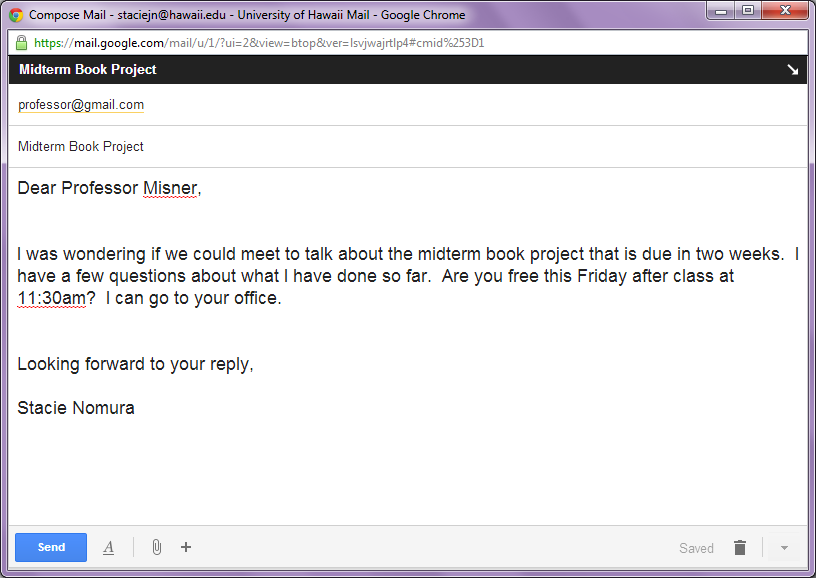 Compose Mail - staciejn@hawaii.edu - University of Hawaii Mail - Google Chrome
https://mail.google.com/mail/u/1/?ui=2&view=btop&ver=lsvjwajrtlp4#cmid%253D1
Midterm Book Project
professor@gmail.com
Midterm Book Project
Dear Professor Misner,
I was wondering if we could meet to talk about the midterm book project that is due in two weeks.  I
have a few questions about what I have done so far.  Are you free this Friday after class at
11:30am?  I can go to your office.
Looking forward to your reply,
Stacie Nomura
Send A Saved